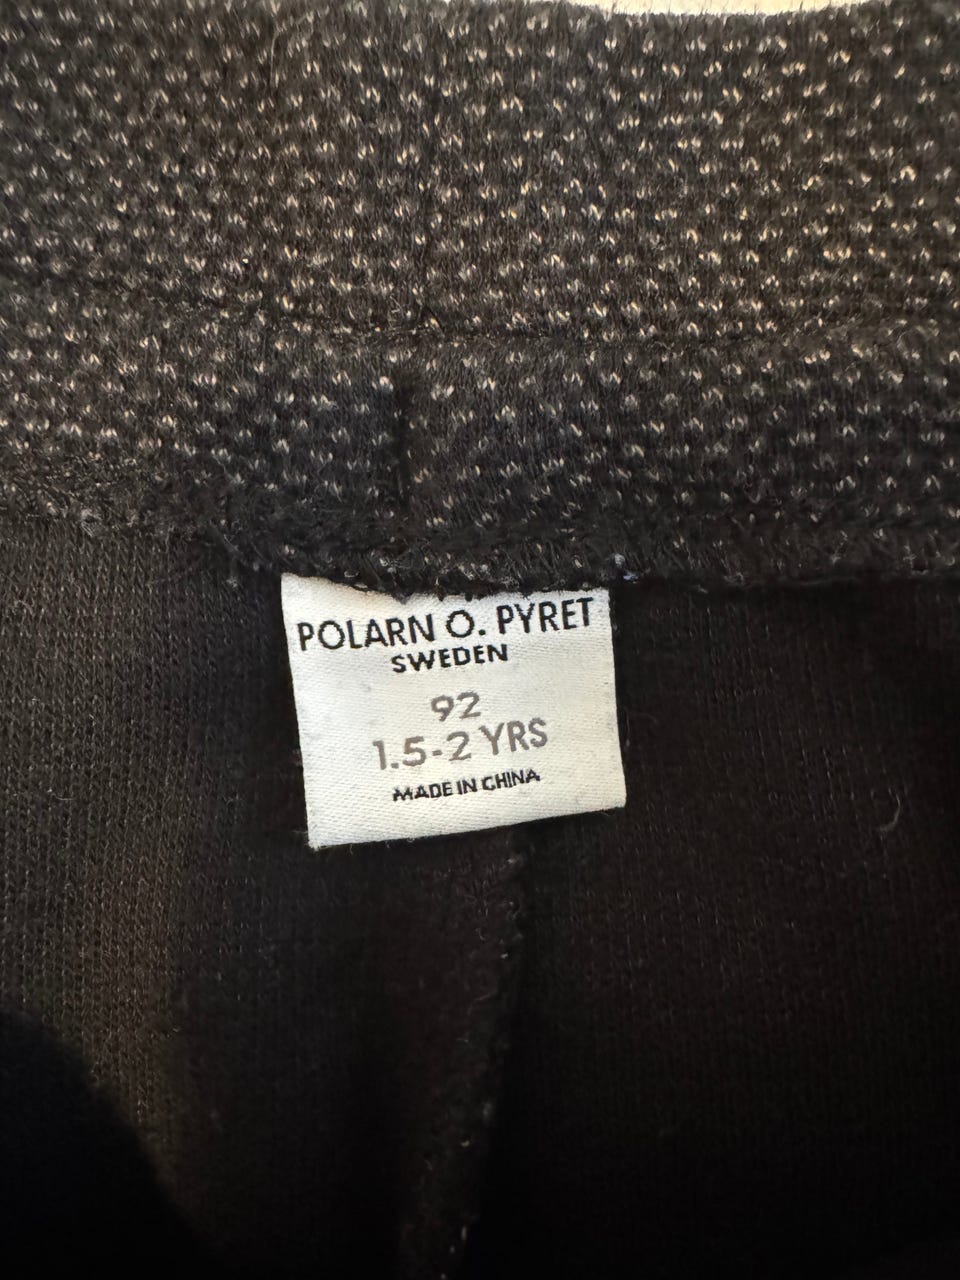 POLARN O. PYRET
SWEDEN
92
1.5-2 YRS
MADE IN CHINA